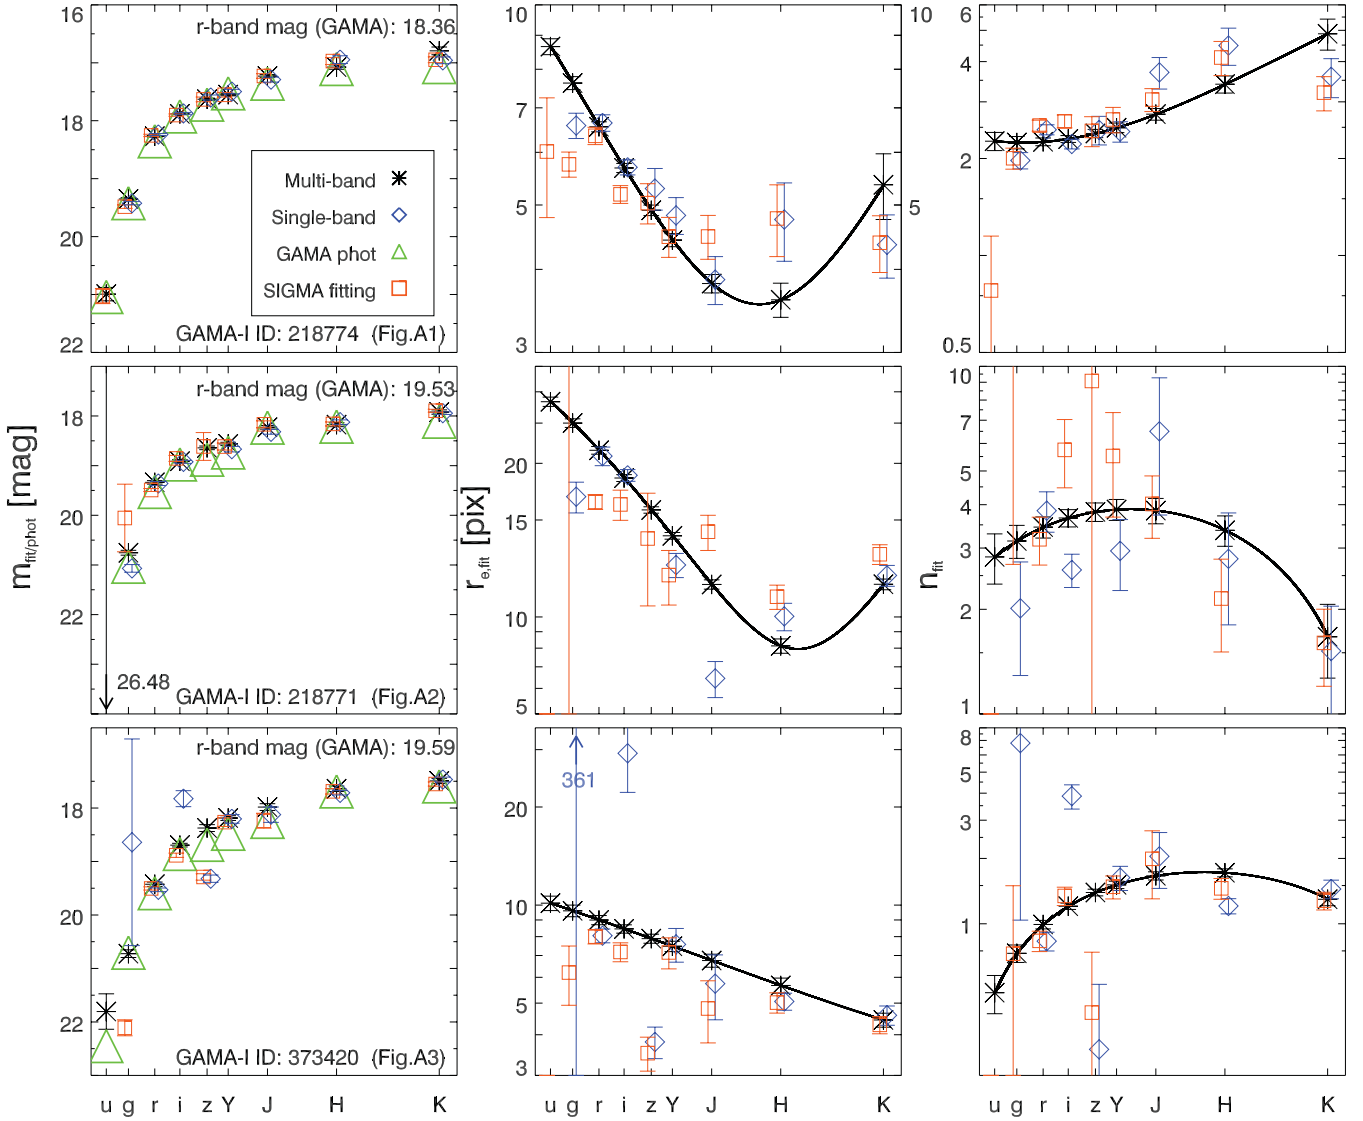 16
18
20
22
r-band mag (GAMA): 18.36
Multi-band
Single-band
GAMA phot
SIGMA fitting
GAMA-I ID: 218774 (Fig.A1)
10
7
5
3
10
5
6
4
2
0.5
18
20
22
r-band mag (GAMA): 19.53
26.48
GAMA-I ID: 218771 (Fig.A2)
m fit/phot [mag]
20
15
10
5
r e,fit [pix]
10
7
5
4
3
2
1
n fit
18
20
22
r-band mag (GAMA): 19.59
GAMA-I ID: 373420 (Fig.A3)
361
20
10
5
3
8
5
3
1
u g r i z Y J H K
u g r i z Y J H K
u g r i z Y J H K